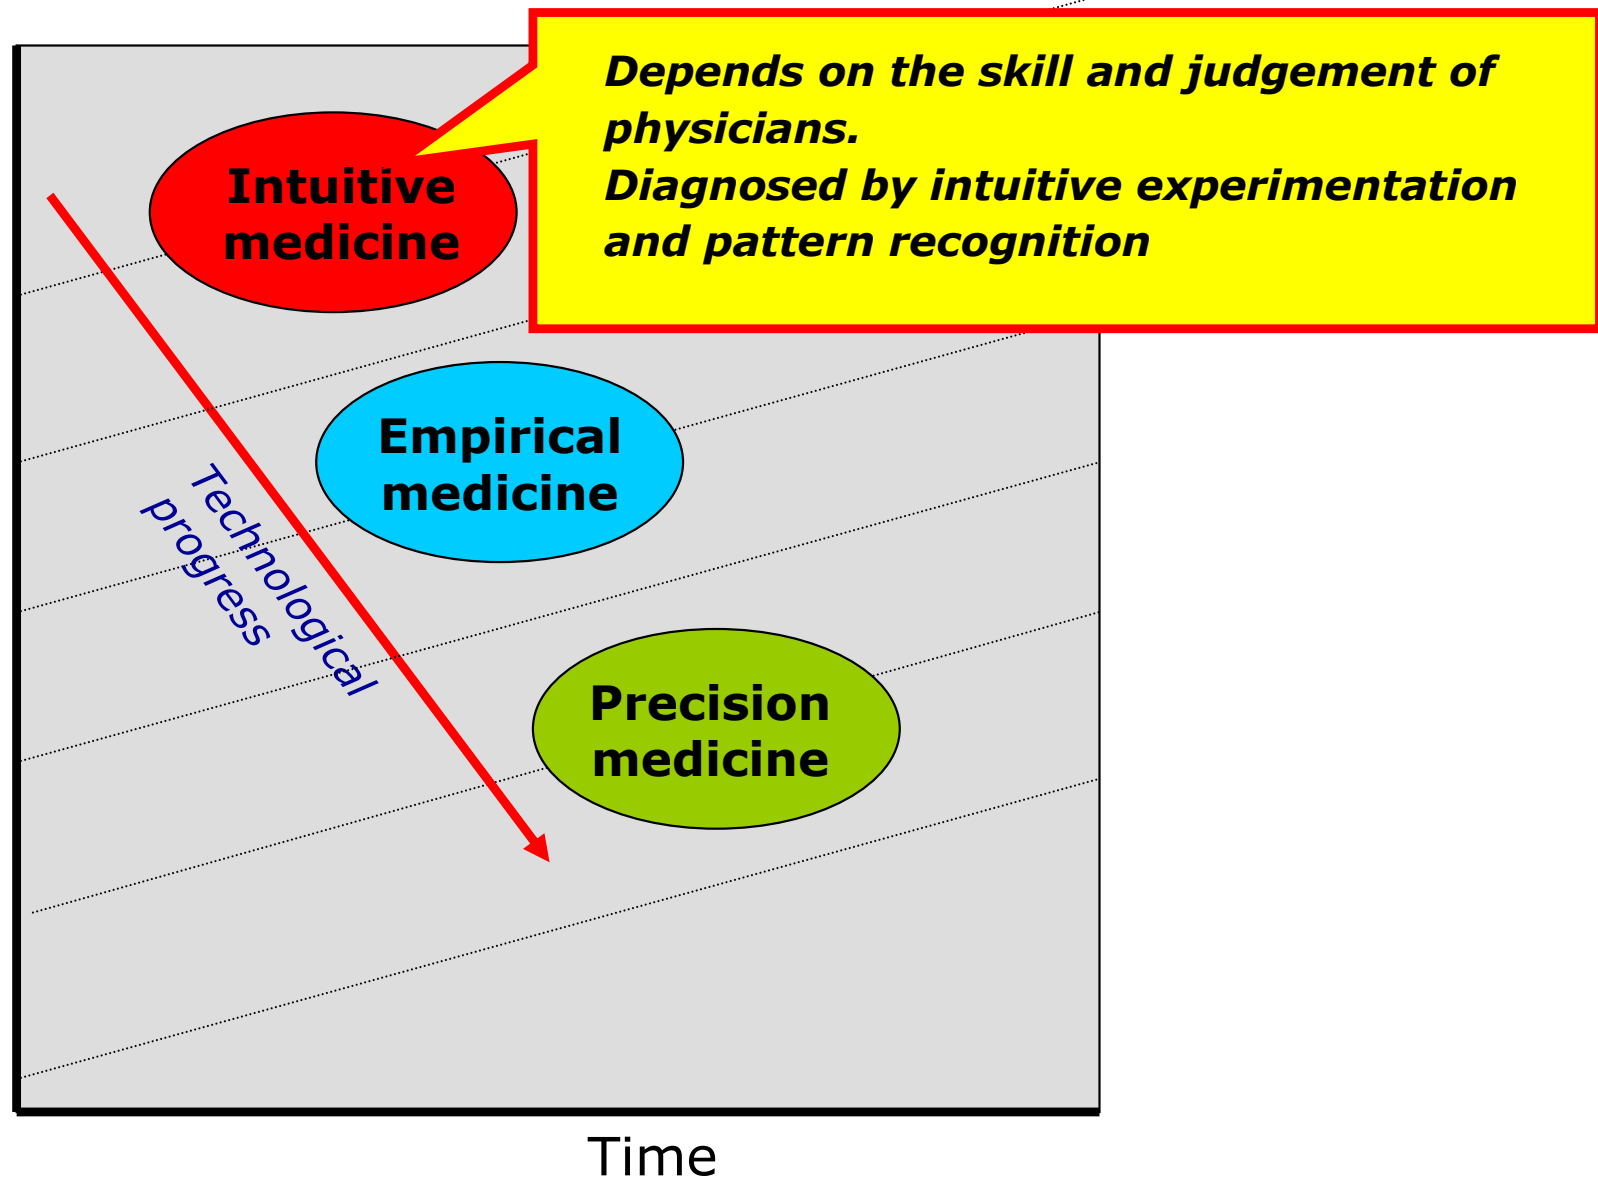 Depends on the skill and judgement of
physicians.
Diagnosed by intuitive experimentation
and pattern recognition
Intuitive
medicine
Empirical
medicine
Technological
progress
Precision
medicine
Time